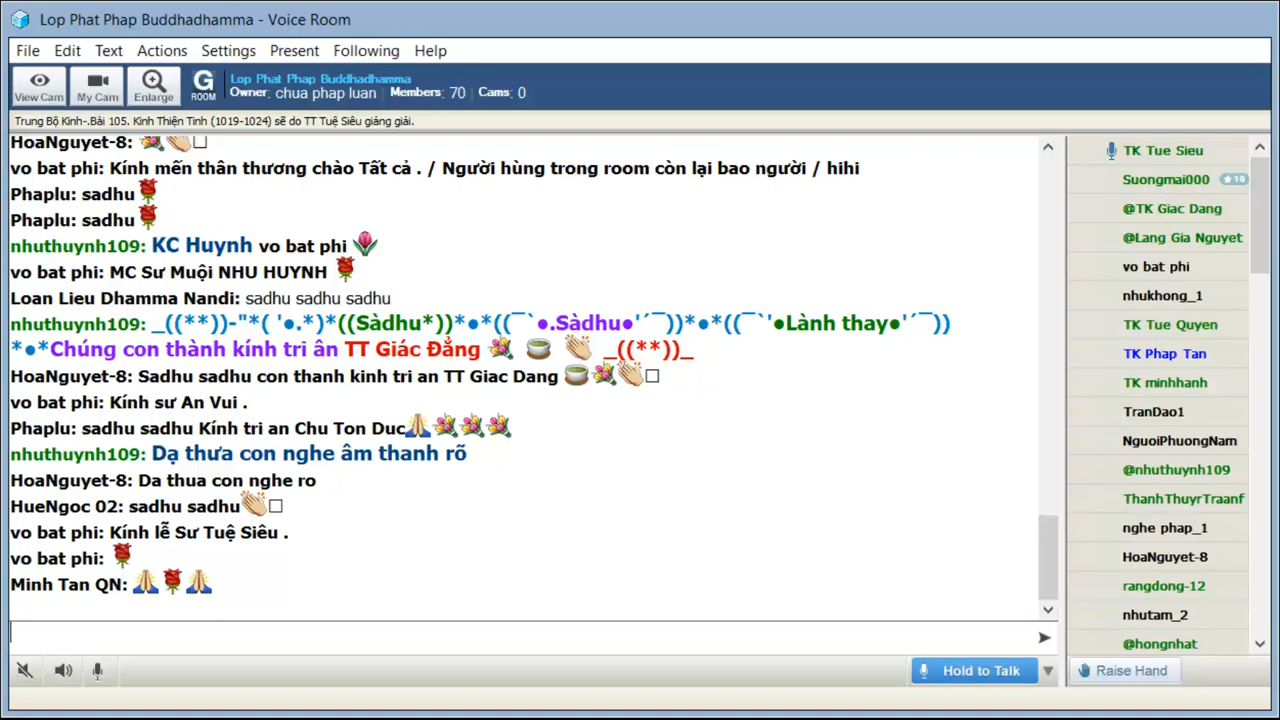 Lop Phat Phap Buddhadhamma - Voice Room
File Edit Text Actions Settings Present Following Help
View Cam My Cam Enlarge G ROOM
Lop Phat Phap Buddhadhamma
Owner: chua phap luan Members: 70 Cams: 0
Trung Bộ Kinh-.Bài 105. Kinh Thiện Tinh (1019-1024) sẽ do TT Tuệ Siêu giảng giải.
HoaNguyet-8: 💐👏□
vo bat phi: Kính mến thân thương chào Tất cả . / Người hùng trong room còn lại bao người / hihi
Phaplu: sadhu🌹
Phaplu: sadhu🌹
nhuthuynh109: KC Huynh vo bat phi 🌷
vo bat phi: MC Sư Muội NHU HUYNH 🌹
Loan Lieu Dhamma Nandi: sadhu sadhu sadhu
nhuthuynh109: _((**))-"*( '●.*)*((Sàdhu*))*●*((¯`●.Sàdhu●'´¯))*●*((¯`'●Lành thay●'´¯))
*●*Chúng con thành kính tri ân TT Giác Đẳng 💐 🍵 👏 _((**))_
HoaNguyet-8: Sadhu sadhu con thanh kinh tri an TT Giac Dang 🍵💐👏□
vo bat phi: Kính sư An Vui .
Phaplu: sadhu sadhu Kính tri an Chu Ton Duc🙏💐💐💐
nhuthuynh109: Dạ thưa con nghe âm thanh rõ
HoaNguyet-8: Da thua con nghe ro
HueNgoc 02: sadhu sadhu👏□
vo bat phi: Kính lễ Sư Tuệ Siêu .
vo bat phi: 🌹
Minh Tan QN: 🙏🌹🙏
TK Tue Sieu
Suongmai000 ★10
@TK Giac Dang
@Lang Gia Nguyet
vo bat phi
nhukhong_1
TK Tue Quyen
TK Phap Tan
TK minhhanh
TranDao1
NguoiPhuongNam
@nhuthuynh109
ThanhThuyrTraanf
nghe phap_1
HoaNguyet-8
rangdong-12
nhutam_2
@hongnhat
Hold to Talk
Raise Hand